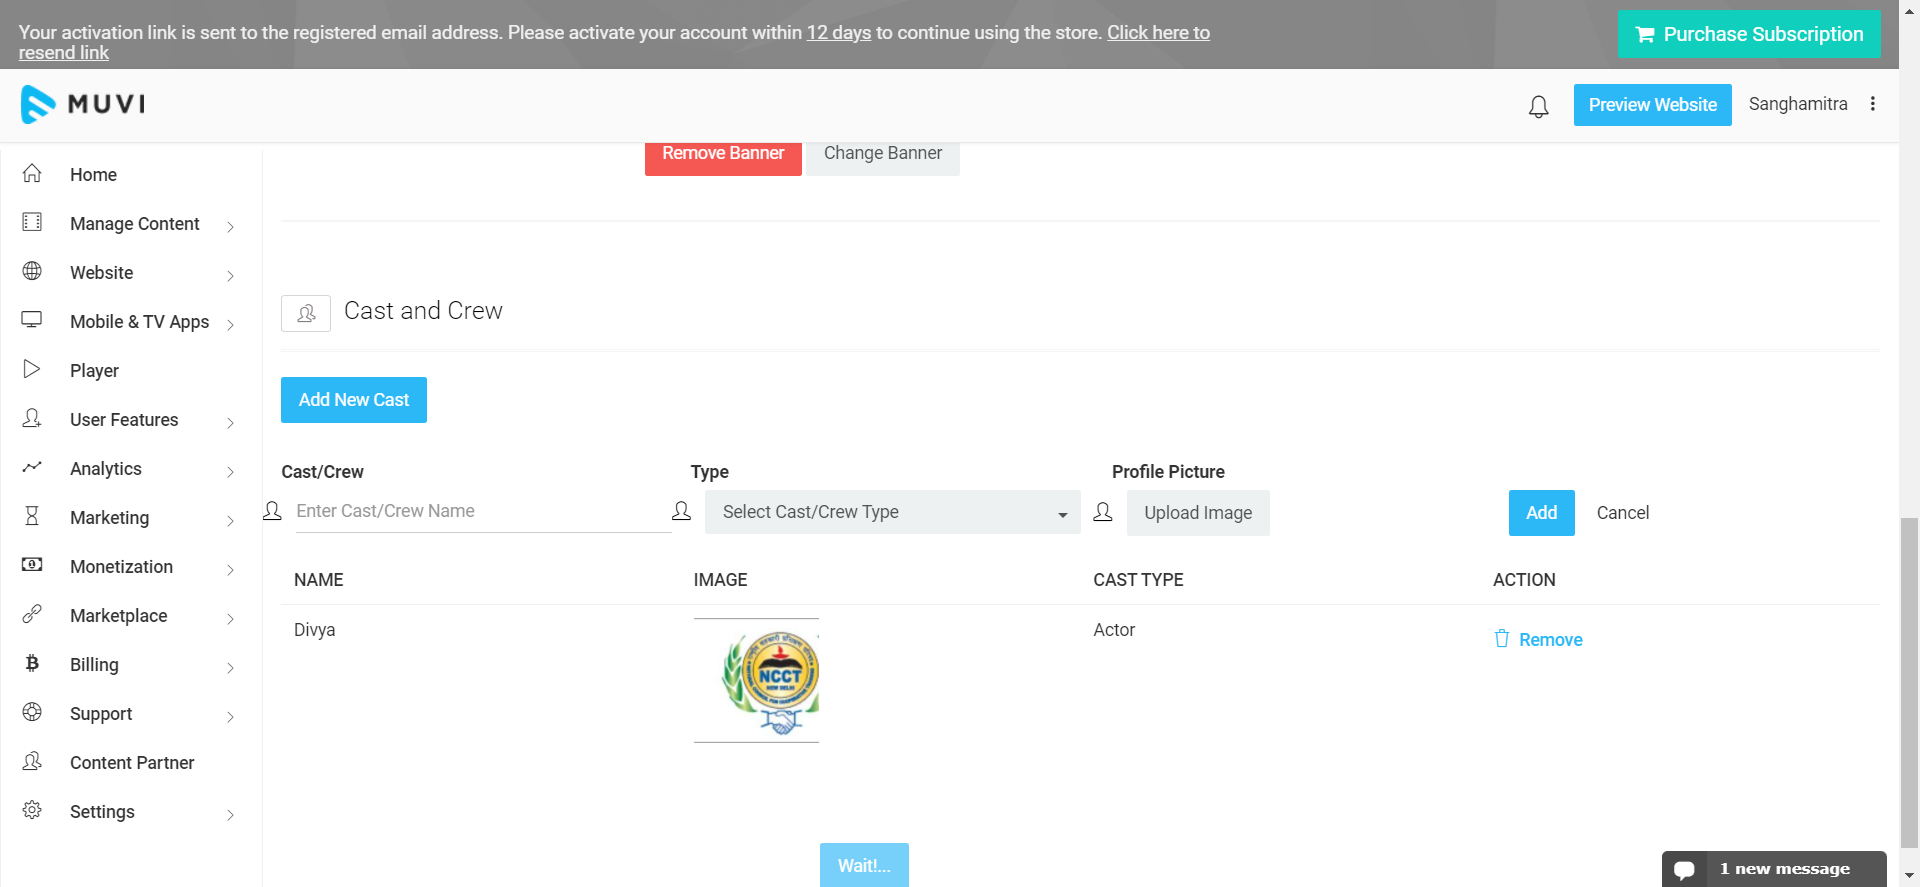 Your activation link is sent to the registered email address. Please activate your account within 12 days to continue using the store. Click here to
resend link
Purchase Subscription
MUVI
Preview Website
Sanghamitra
Remove Banner
Change Banner
Home
Manage Content
Website
Mobile & TV Apps
Player
User Features
Analytics
Marketing
Monetization
Marketplace
Billing
Support
Content Partner
Settings
Cast and Crew
Add New Cast
Cast/Crew
Type
Profile Picture
Enter Cast/Crew Name
Select Cast/Crew Type
Upload Image
Add
Cancel
NAME
IMAGE
CAST TYPE
ACTION
Divya
NCCT
NEW DELHI
Actor
Remove
Wait!...
1 new message